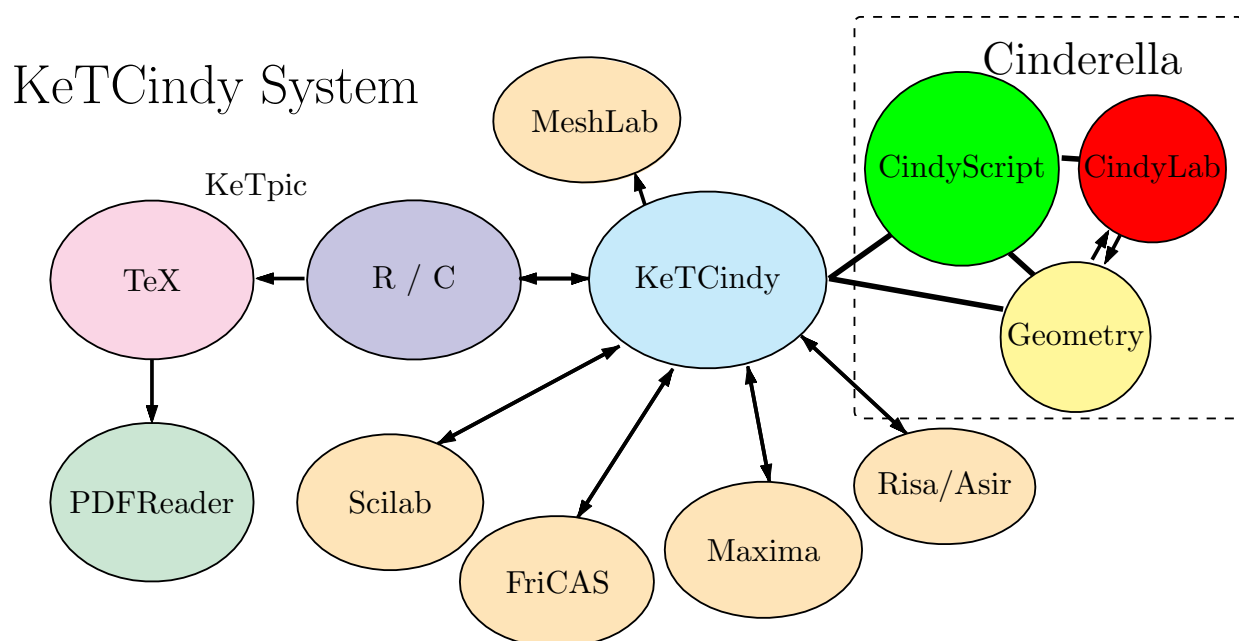 KeTCindy System
Cinderella
MeshLab
CindyScript
CindyLab
KeTpic
TeX
R / C
KeTCindy
Geometry
PDFReader
Scilab
FriCAS
Maxima
Risa/Asir